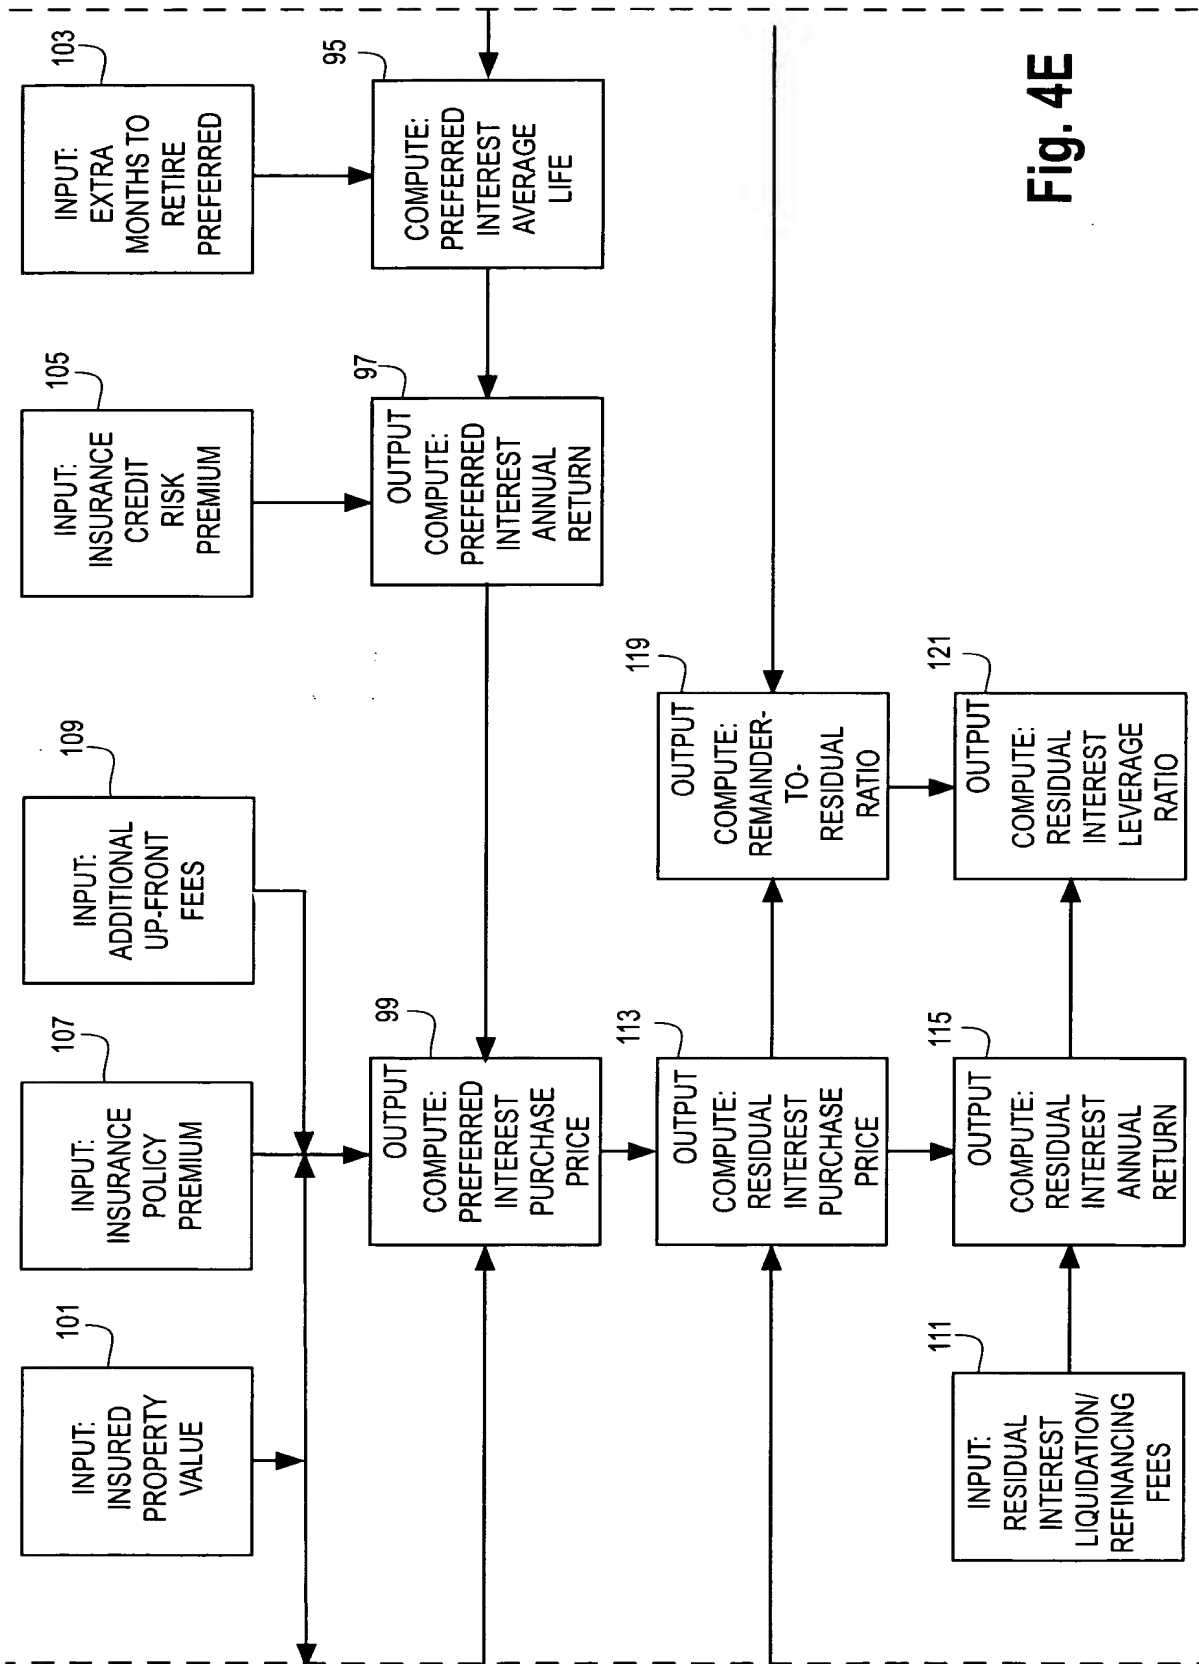 101
INPUT:
INSURED
PROPERTY
VALUE
107
INPUT:
INSURANCE
POLICY
PREMIUM
109
INPUT:
ADDITIONAL
UP-FRONT
FEES
105
INPUT:
INSURANCE
CREDIT
RISK
PREMIUM
103
INPUT:
EXTRA
MONTHS TO
RETIRE
PREFERRED
99
OUTPUT
COMPUTE:
PREFERRED
INTEREST
PURCHASE
PRICE
97
OUTPUT
COMPUTE:
PREFERRED
INTEREST
ANNUAL
RETURN
95
COMPUTE:
PREFERRED
INTEREST
AVERAGE
LIFE
113
OUTPUT
COMPUTE:
RESIDUAL
INTEREST
PURCHASE
PRICE
119
OUTPUT
COMPUTE:
REMAINDER-
TO-
RESIDUAL
RATIO
111
INPUT:
RESIDUAL
INTEREST
LIQUIDATION/
REFINANCING
FEES
115
OUTPUT
COMPUTE:
RESIDUAL
INTEREST
ANNUAL
RETURN
121
OUTPUT
COMPUTE:
RESIDUAL
INTEREST
LEVERAGE
RATIO
Fig. 4E